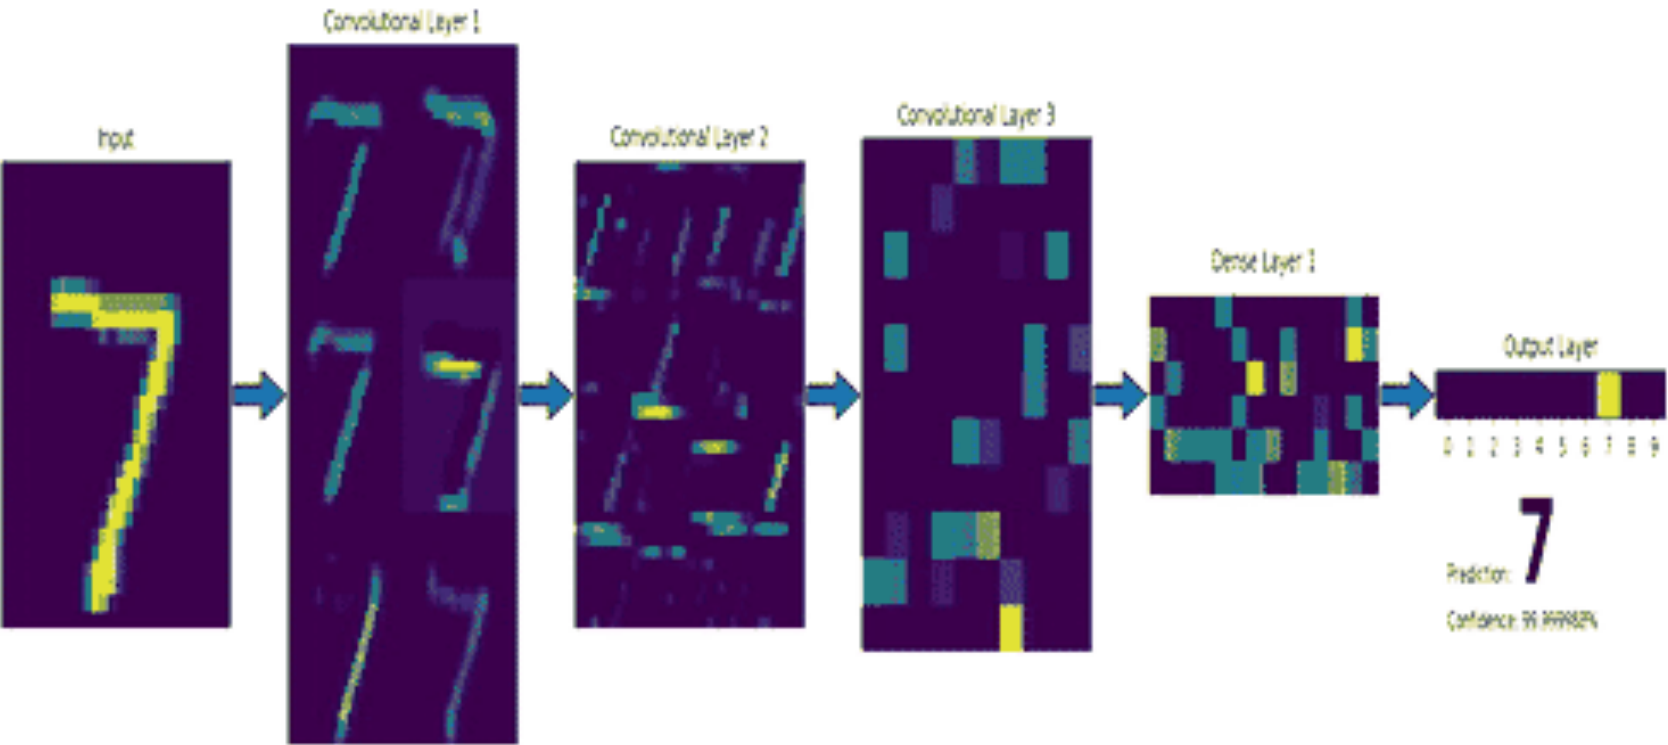 Input
Convolutional Layer 1
Convolutional Layer 2
Convolutional Layer 3
Dense Layer 1
Output Layer
0 1 2 3 4 5 6 7 8 9
Prediction: 7
Confidence: